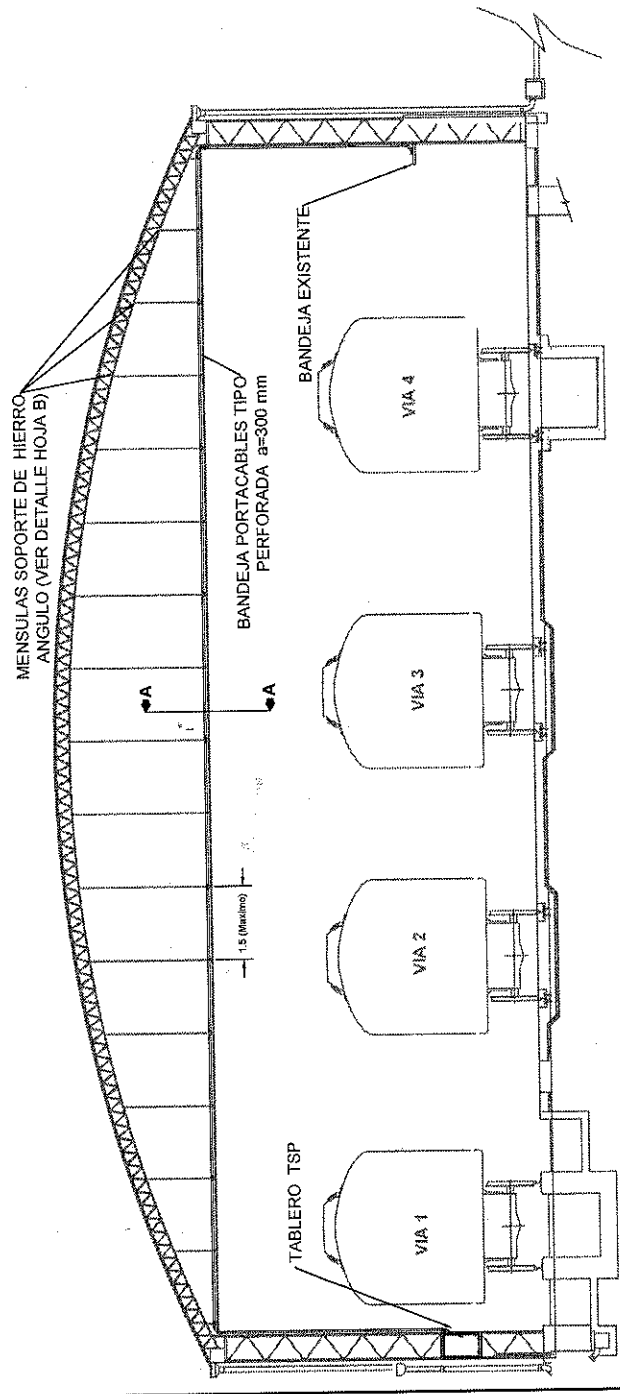 MENSULAS SOPORTE DE HIERRO
ANGULO (VER DETALLE HOJA B)
A
A
BANDEJA PORTACABLES TIPO
PERFORADA a=300 mm
1.5 (Maximo)
BANDEJA EXISTENTE
TABLERO TSP
VIA 1
VIA 2
VIA 3
VIA 4